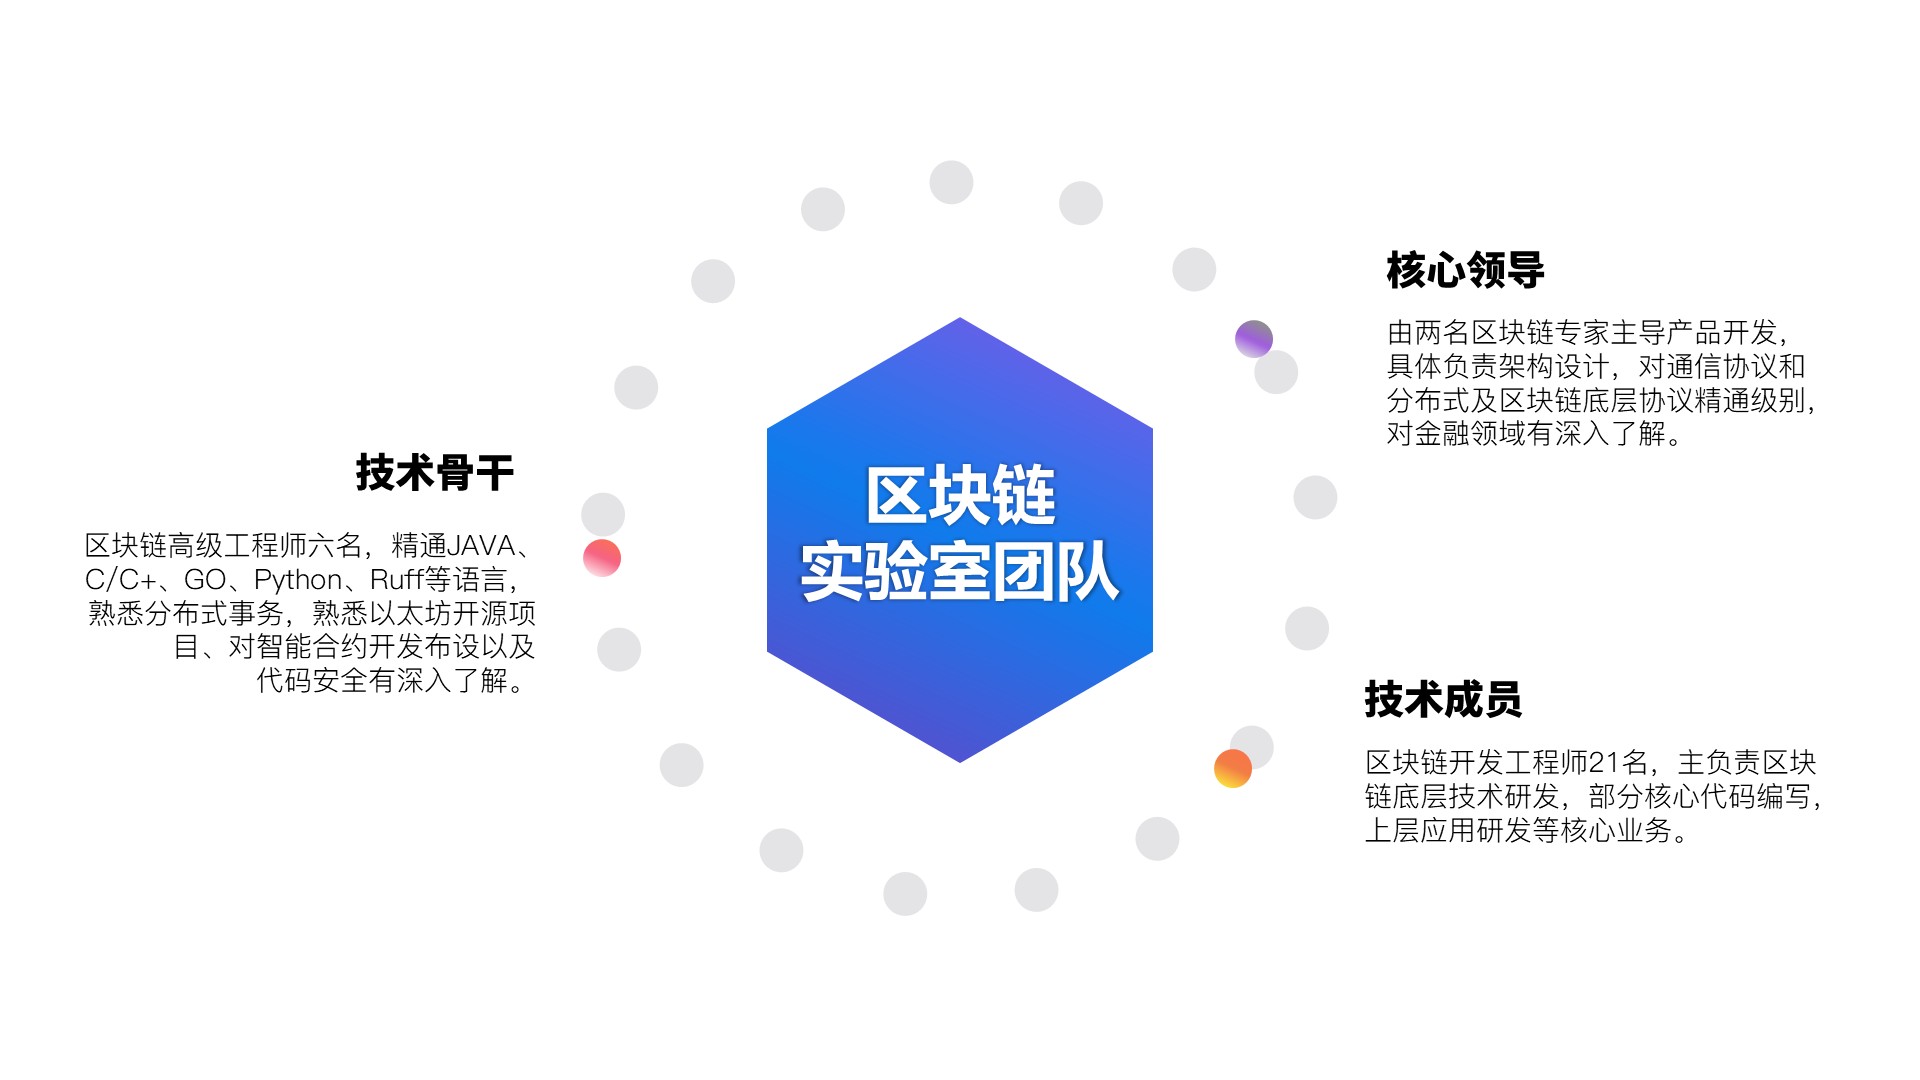 区块链
实验室团队
核心领导
由两名区块链专家主导产品开发，
具体负责架构设计，对通信协议和
分布式及区块链底层协议精通级别，
对金融领域有深入了解。
技术骨干
区块链高级工程师六名，精通JAVA、
C/C+、GO、Python、Ruff等语言，
熟悉分布式事务，熟悉以太坊开源项
目、对智能合约开发布设以及
代码安全有深入了解。
技术成员
区块链开发工程师21名，主负责区块
链底层技术研发，部分核心代码编写，
上层应用研发等核心业务。